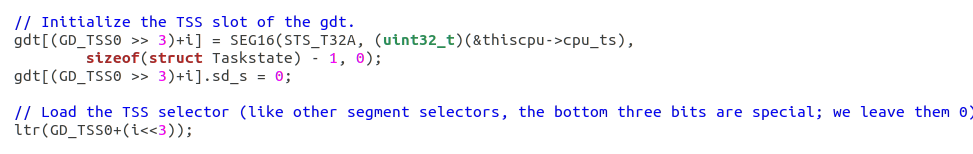 // Initialize the TSS slot of the gdt.
gdt[(GD_TSS0 >> 3)+i] = SEG16(STS_T32A, (uint32_t)(&thiscpu->cpu_ts),
        sizeof(struct Taskstate) - 1, 0);
gdt[(GD_TSS0 >> 3)+i].sd_s = 0;

// Load the TSS selector (like other segment selectors, the bottom three bits are special; we leave them 0)
ltr(GD_TSS0+(i<<3));